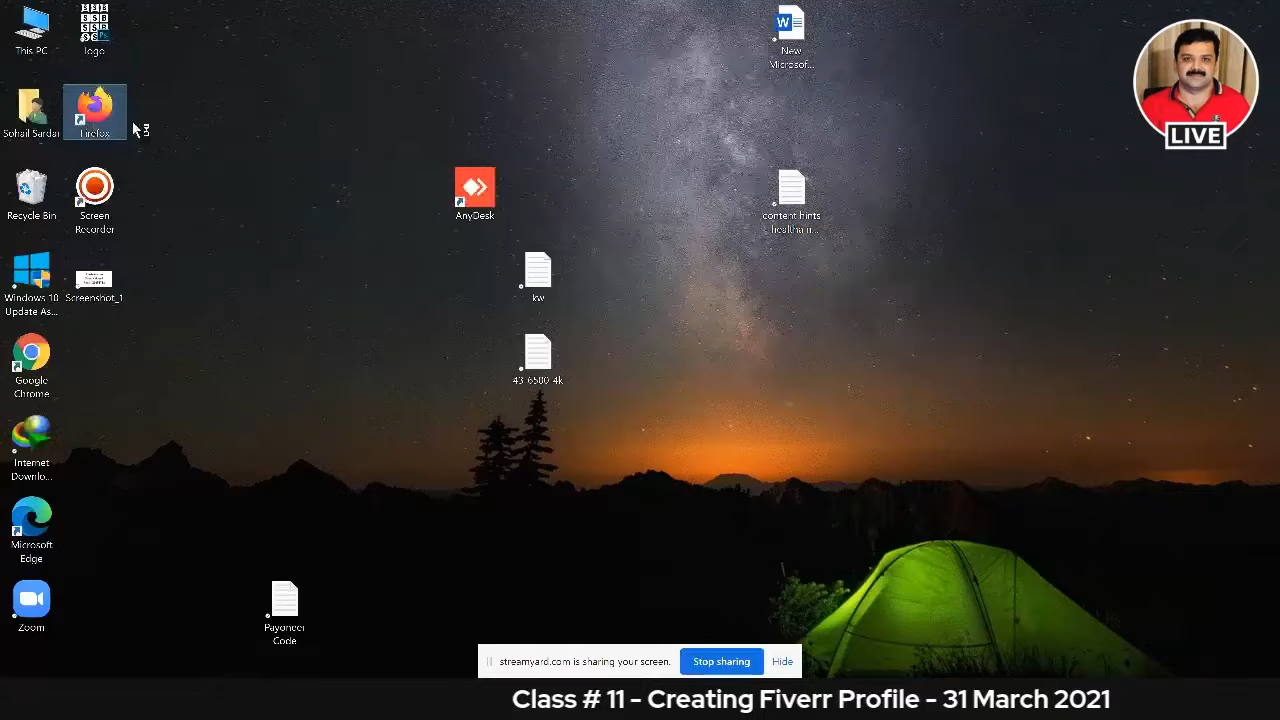 This PC
logo
New
Microsof...
LIVE
Sohail Sardar
Firefox
Recycle Bin
Screen
Recorder
AnyDesk
content hints
healtha n...
Windows 10
Update As...
Screenshot_1
kw
Google
Chrome
43-6500-4k
Internet
Downlo...
Microsoft
Edge
Zoom
Payoneer
Code
streamyard.com is sharing your screen.
Stop sharing
Hide
Class # 11 - Creating Fiverr Profile - 31 March 2021